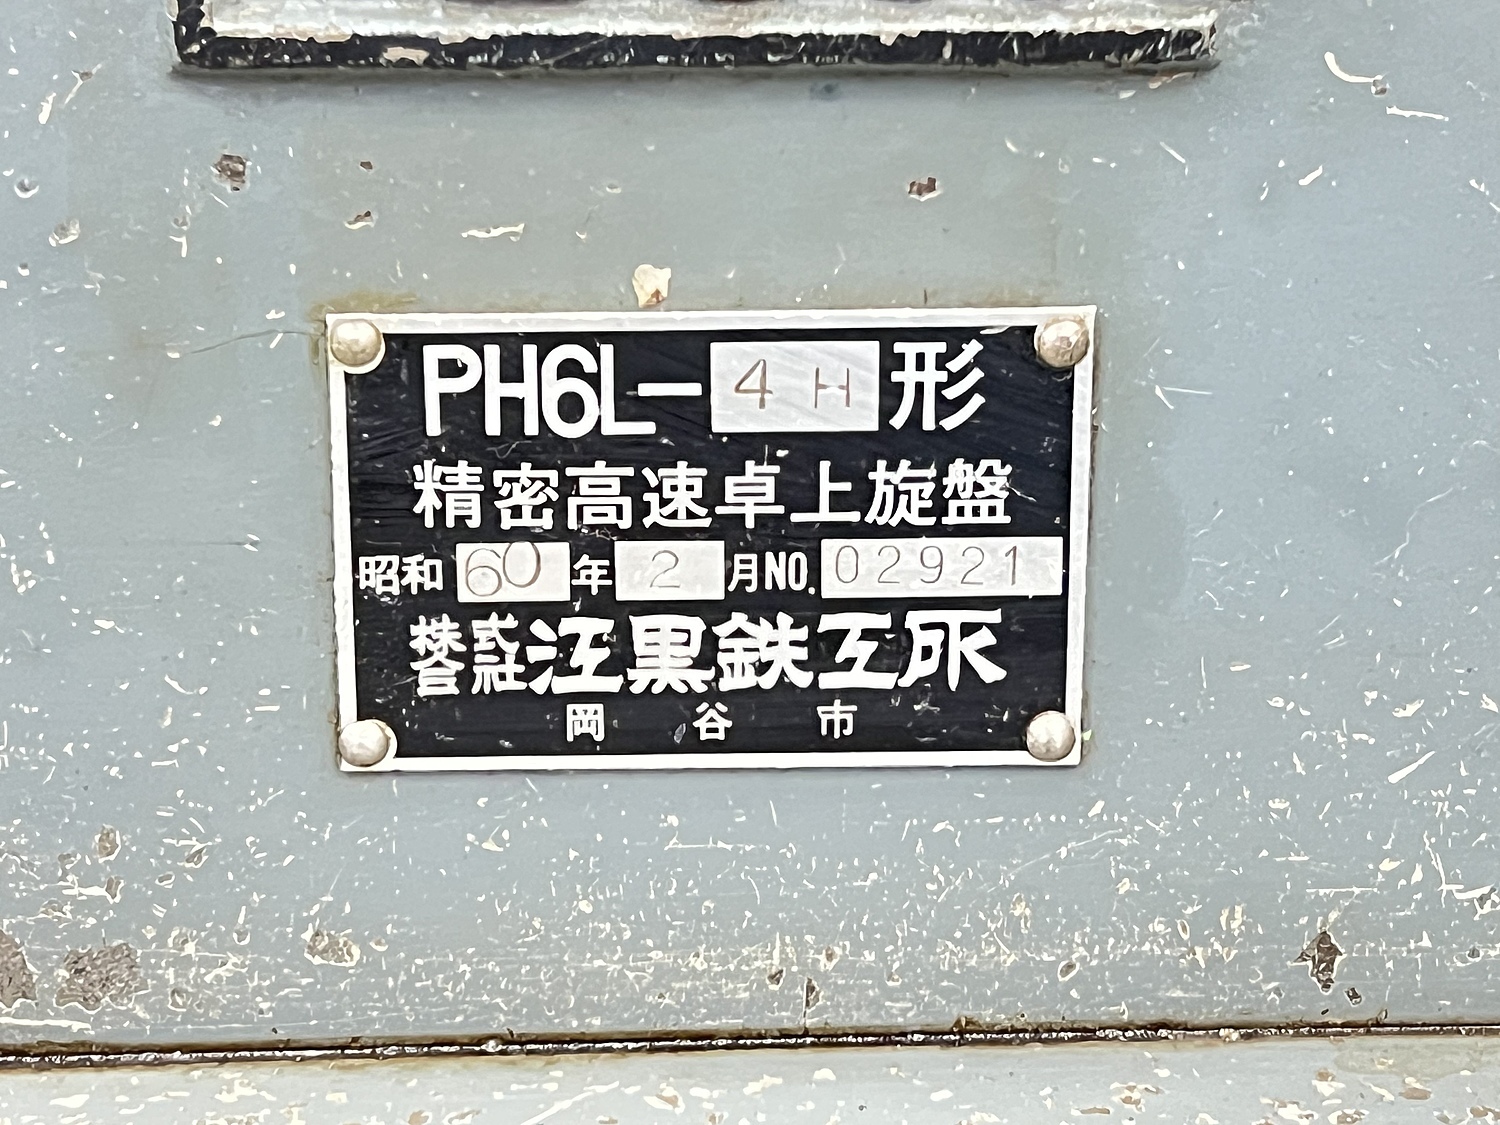 PH6L-4H形
精密高速卓上旋盤
昭和60年2月NO.02921
株式会社江黒鉄工所
岡谷市